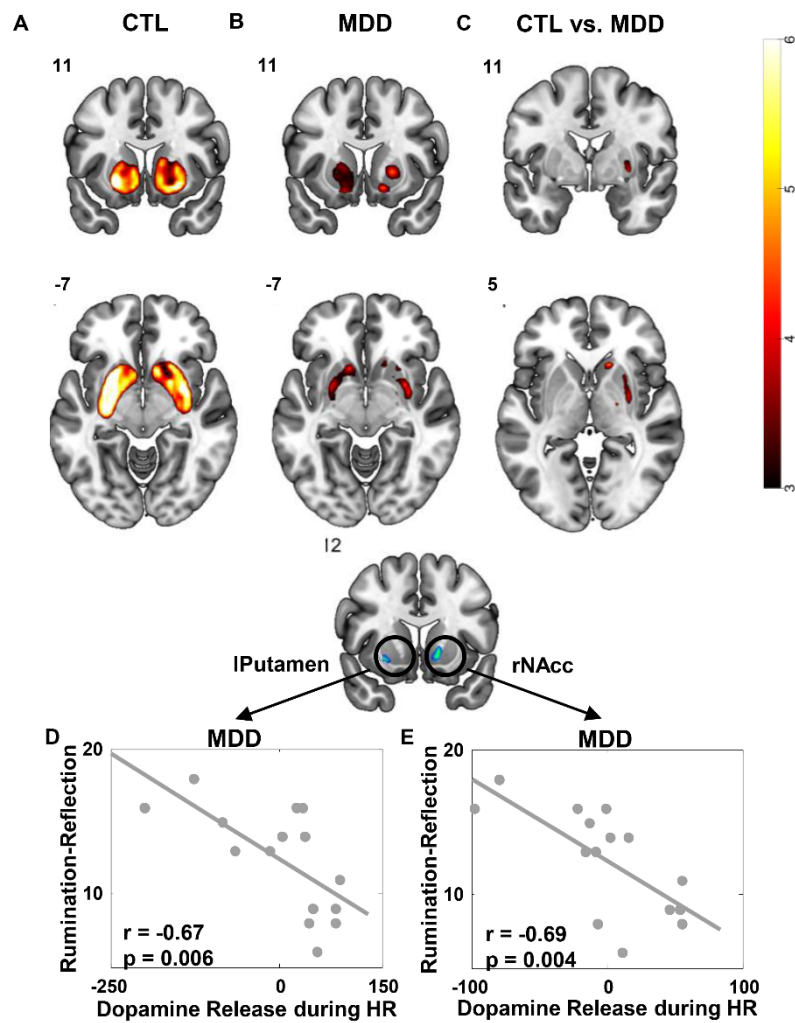 A CTL B MDD C CTL vs. MDD
11 11 11
6
5
4
3
-7 -7 5
12
lPutamen rNAcc
D MDD E MDD
20 20
10 10
Rumination-Reflection Rumination-Reflection
r = -0.67 r = -0.69
p = 0.006 p = 0.004
-250 0 150 -100 0 100
Dopamine Release during HR Dopamine Release during HR